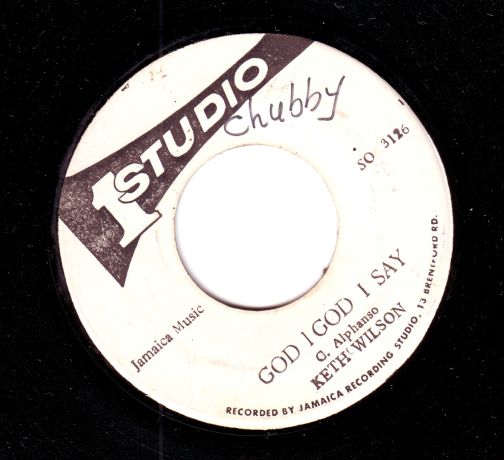 1 STUDIO
Chubby
SO 3126
Jamaica Music
GOD I GOD I SAY
C. Alphanso
KETH WILSON
RECORDED BY JAMAICA RECORDING STUDIO, 13 BRENTFORD RD.